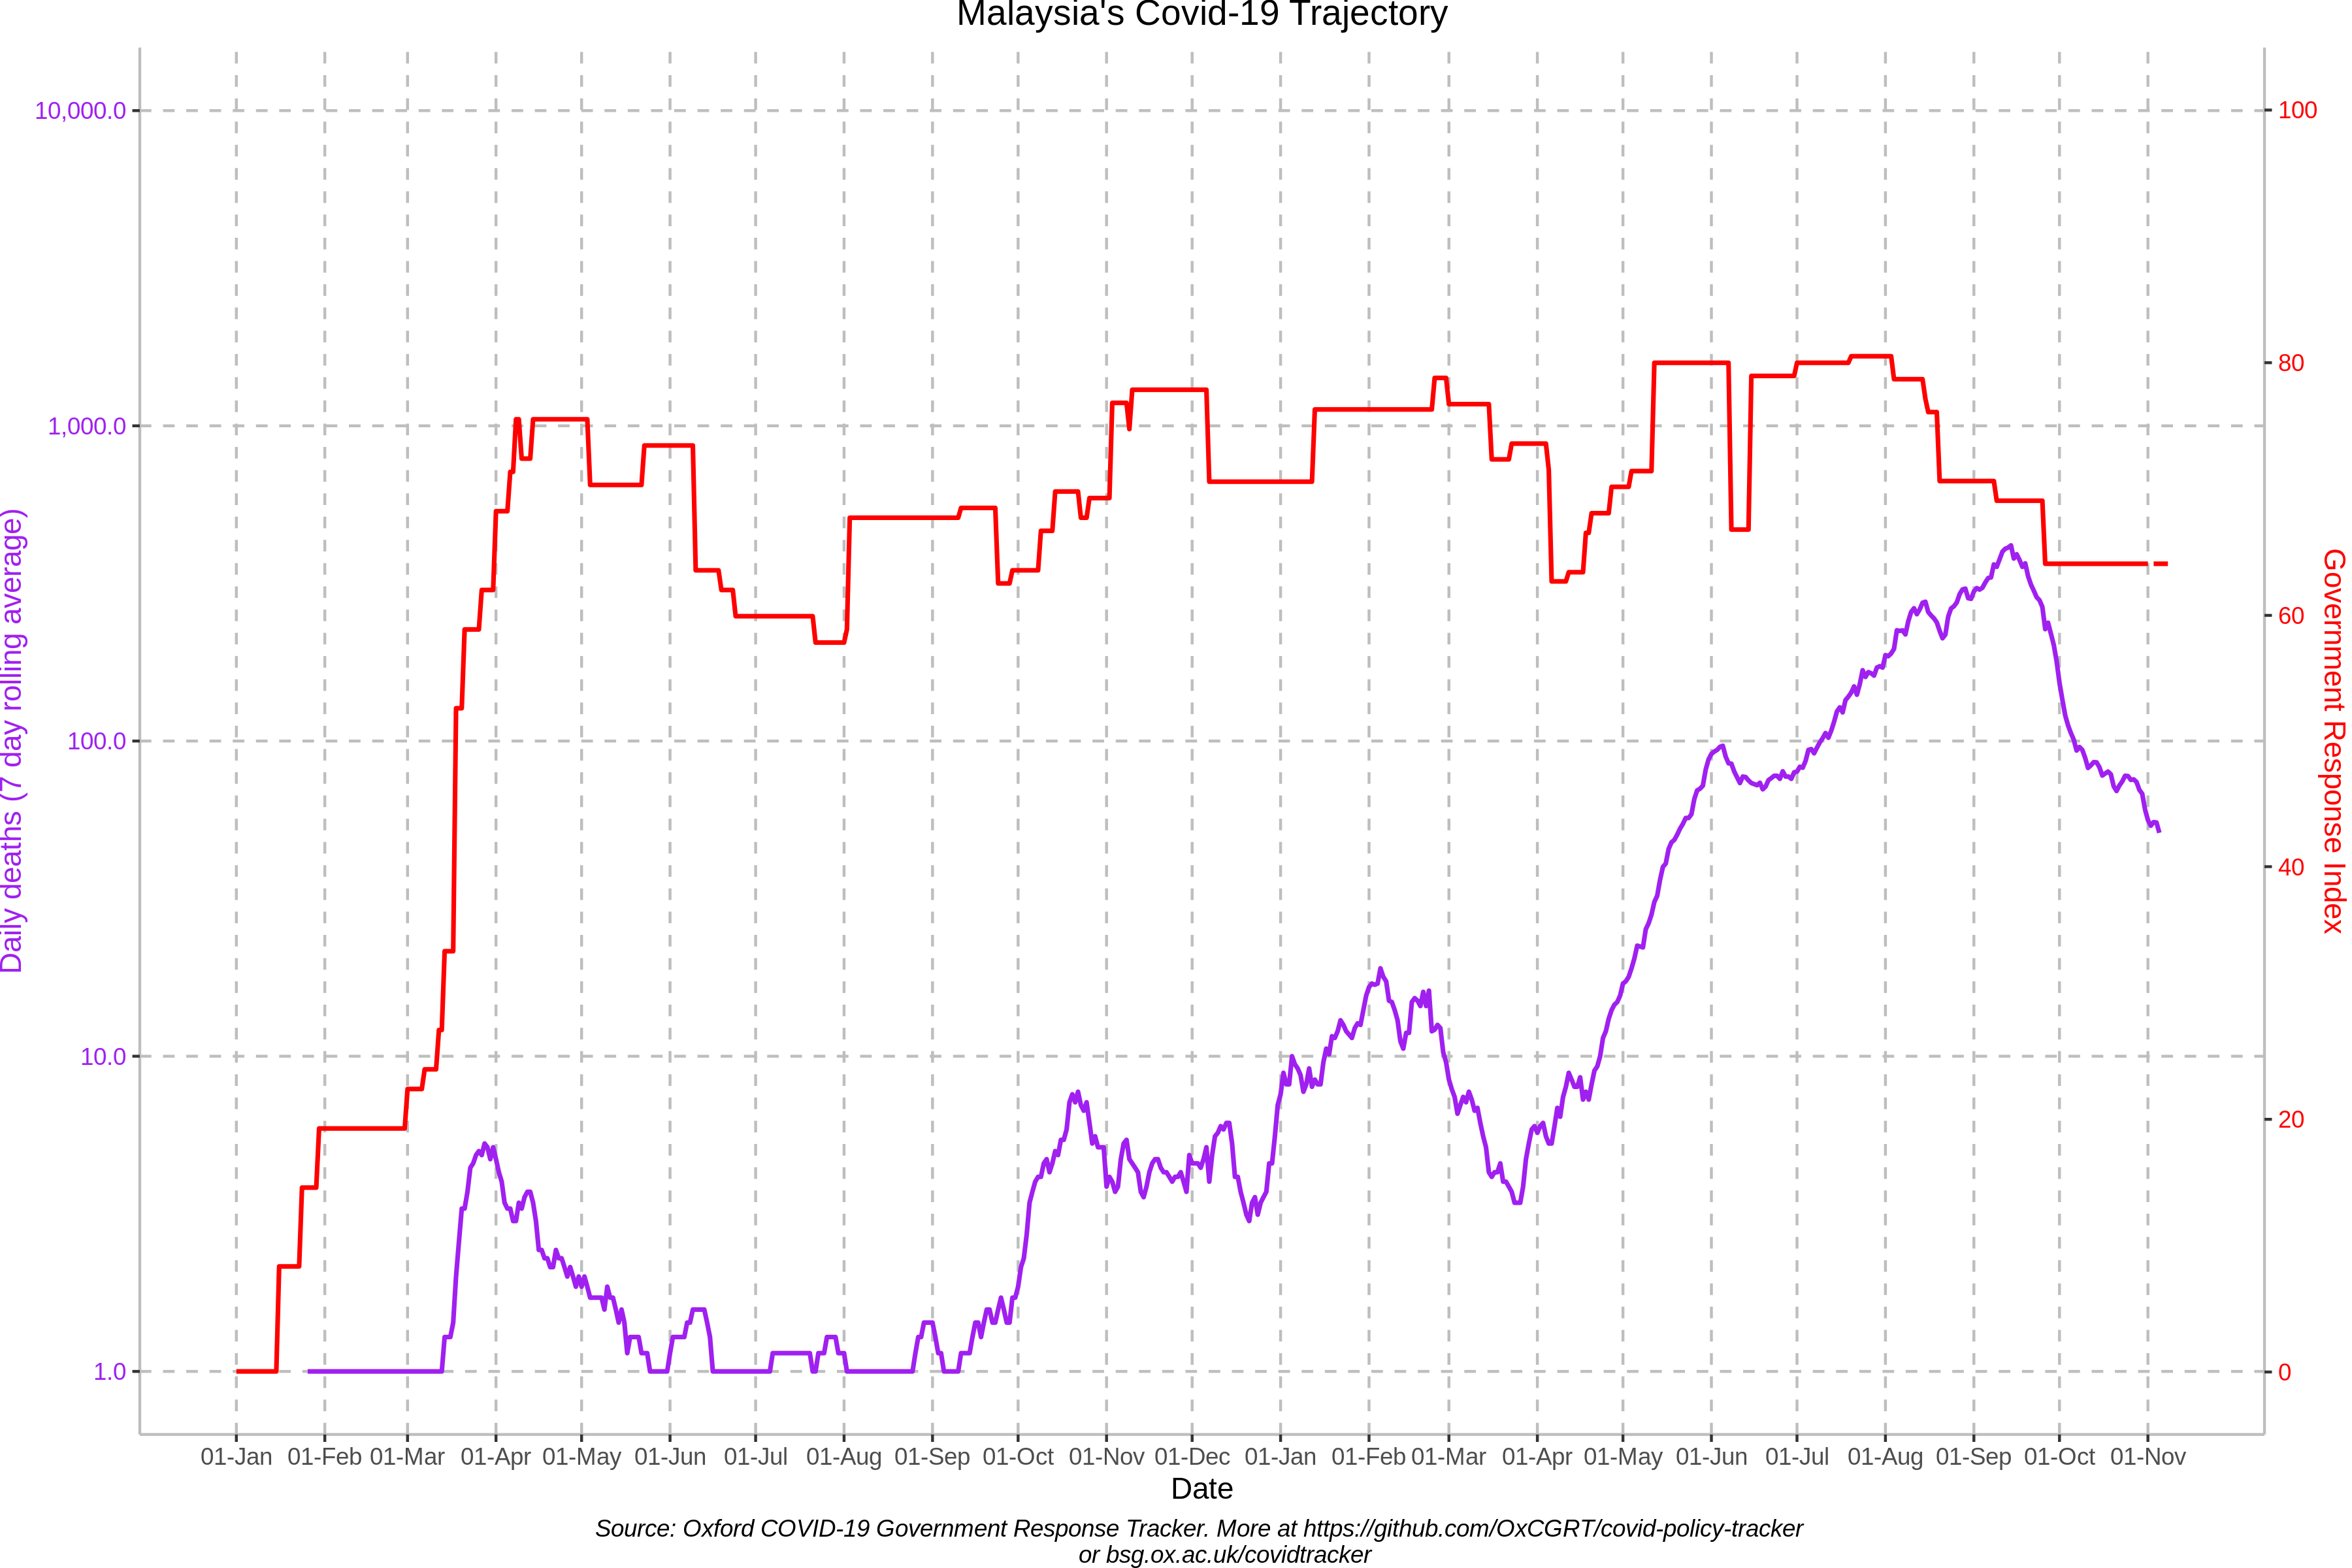 Malaysia's Covid-19 Trajectory
10,000.0
1,000.0
100.0
10.0
1.0
Daily deaths (7 day rolling average)
100
80
60
40
20
0
Government Response Index
01-Jan 01-Feb 01-Mar 01-Apr 01-May 01-Jun 01-Jul 01-Aug 01-Sep 01-Oct 01-Nov 01-Dec 01-Jan 01-Feb 01-Mar 01-Apr 01-May 01-Jun 01-Jul 01-Aug 01-Sep 01-Oct 01-Nov
Date
Source: Oxford COVID-19 Government Response Tracker. More at https://github.com/OxCGRT/covid-policy-tracker
or bsg.ox.ac.uk/covidtracker